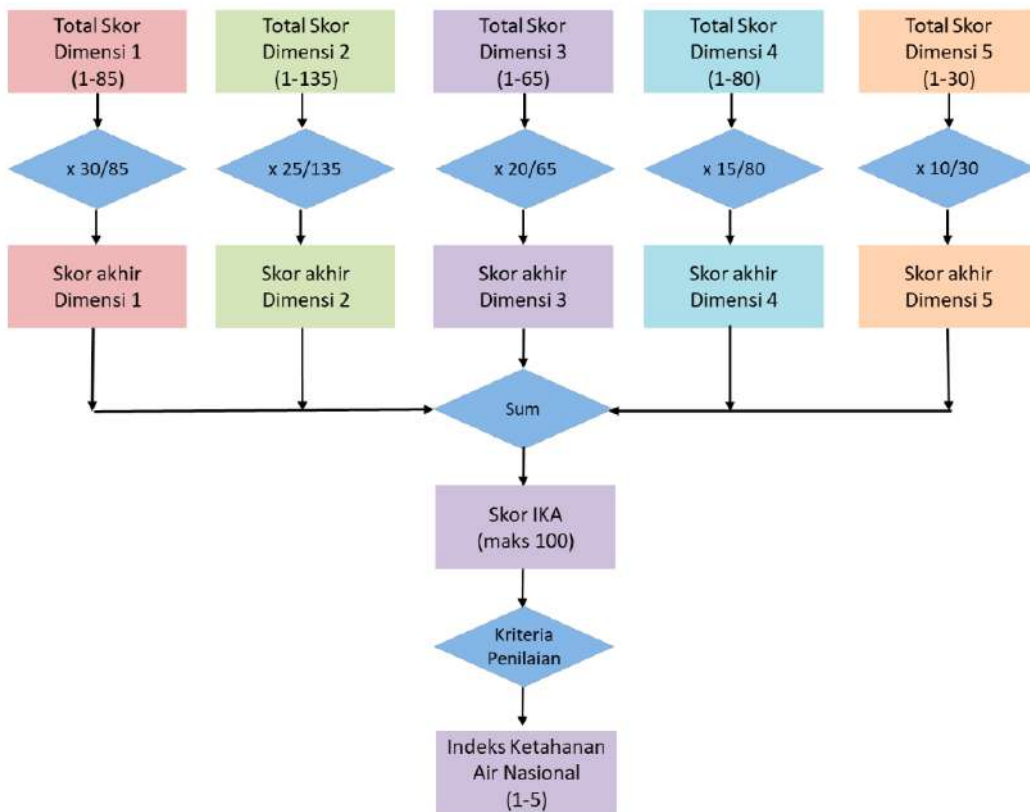 Total Skor
Dimensi 1
(1-85)
Total Skor
Dimensi 2
(1-135)
Total Skor
Dimensi 3
(1-65)
Total Skor
Dimensi 4
(1-80)
Total Skor
Dimensi 5
(1-30)
x 30/85
x 25/135
x 20/65
x 15/80
x 10/30
Skor akhir
Dimensi 1
Skor akhir
Dimensi 2
Skor akhir
Dimensi 3
Skor akhir
Dimensi 4
Skor akhir
Dimensi 5
Sum
Skor IKA
(maks 100)
Kriteria
Penilaian
Indeks Ketahanan
Air Nasional
(1-5)